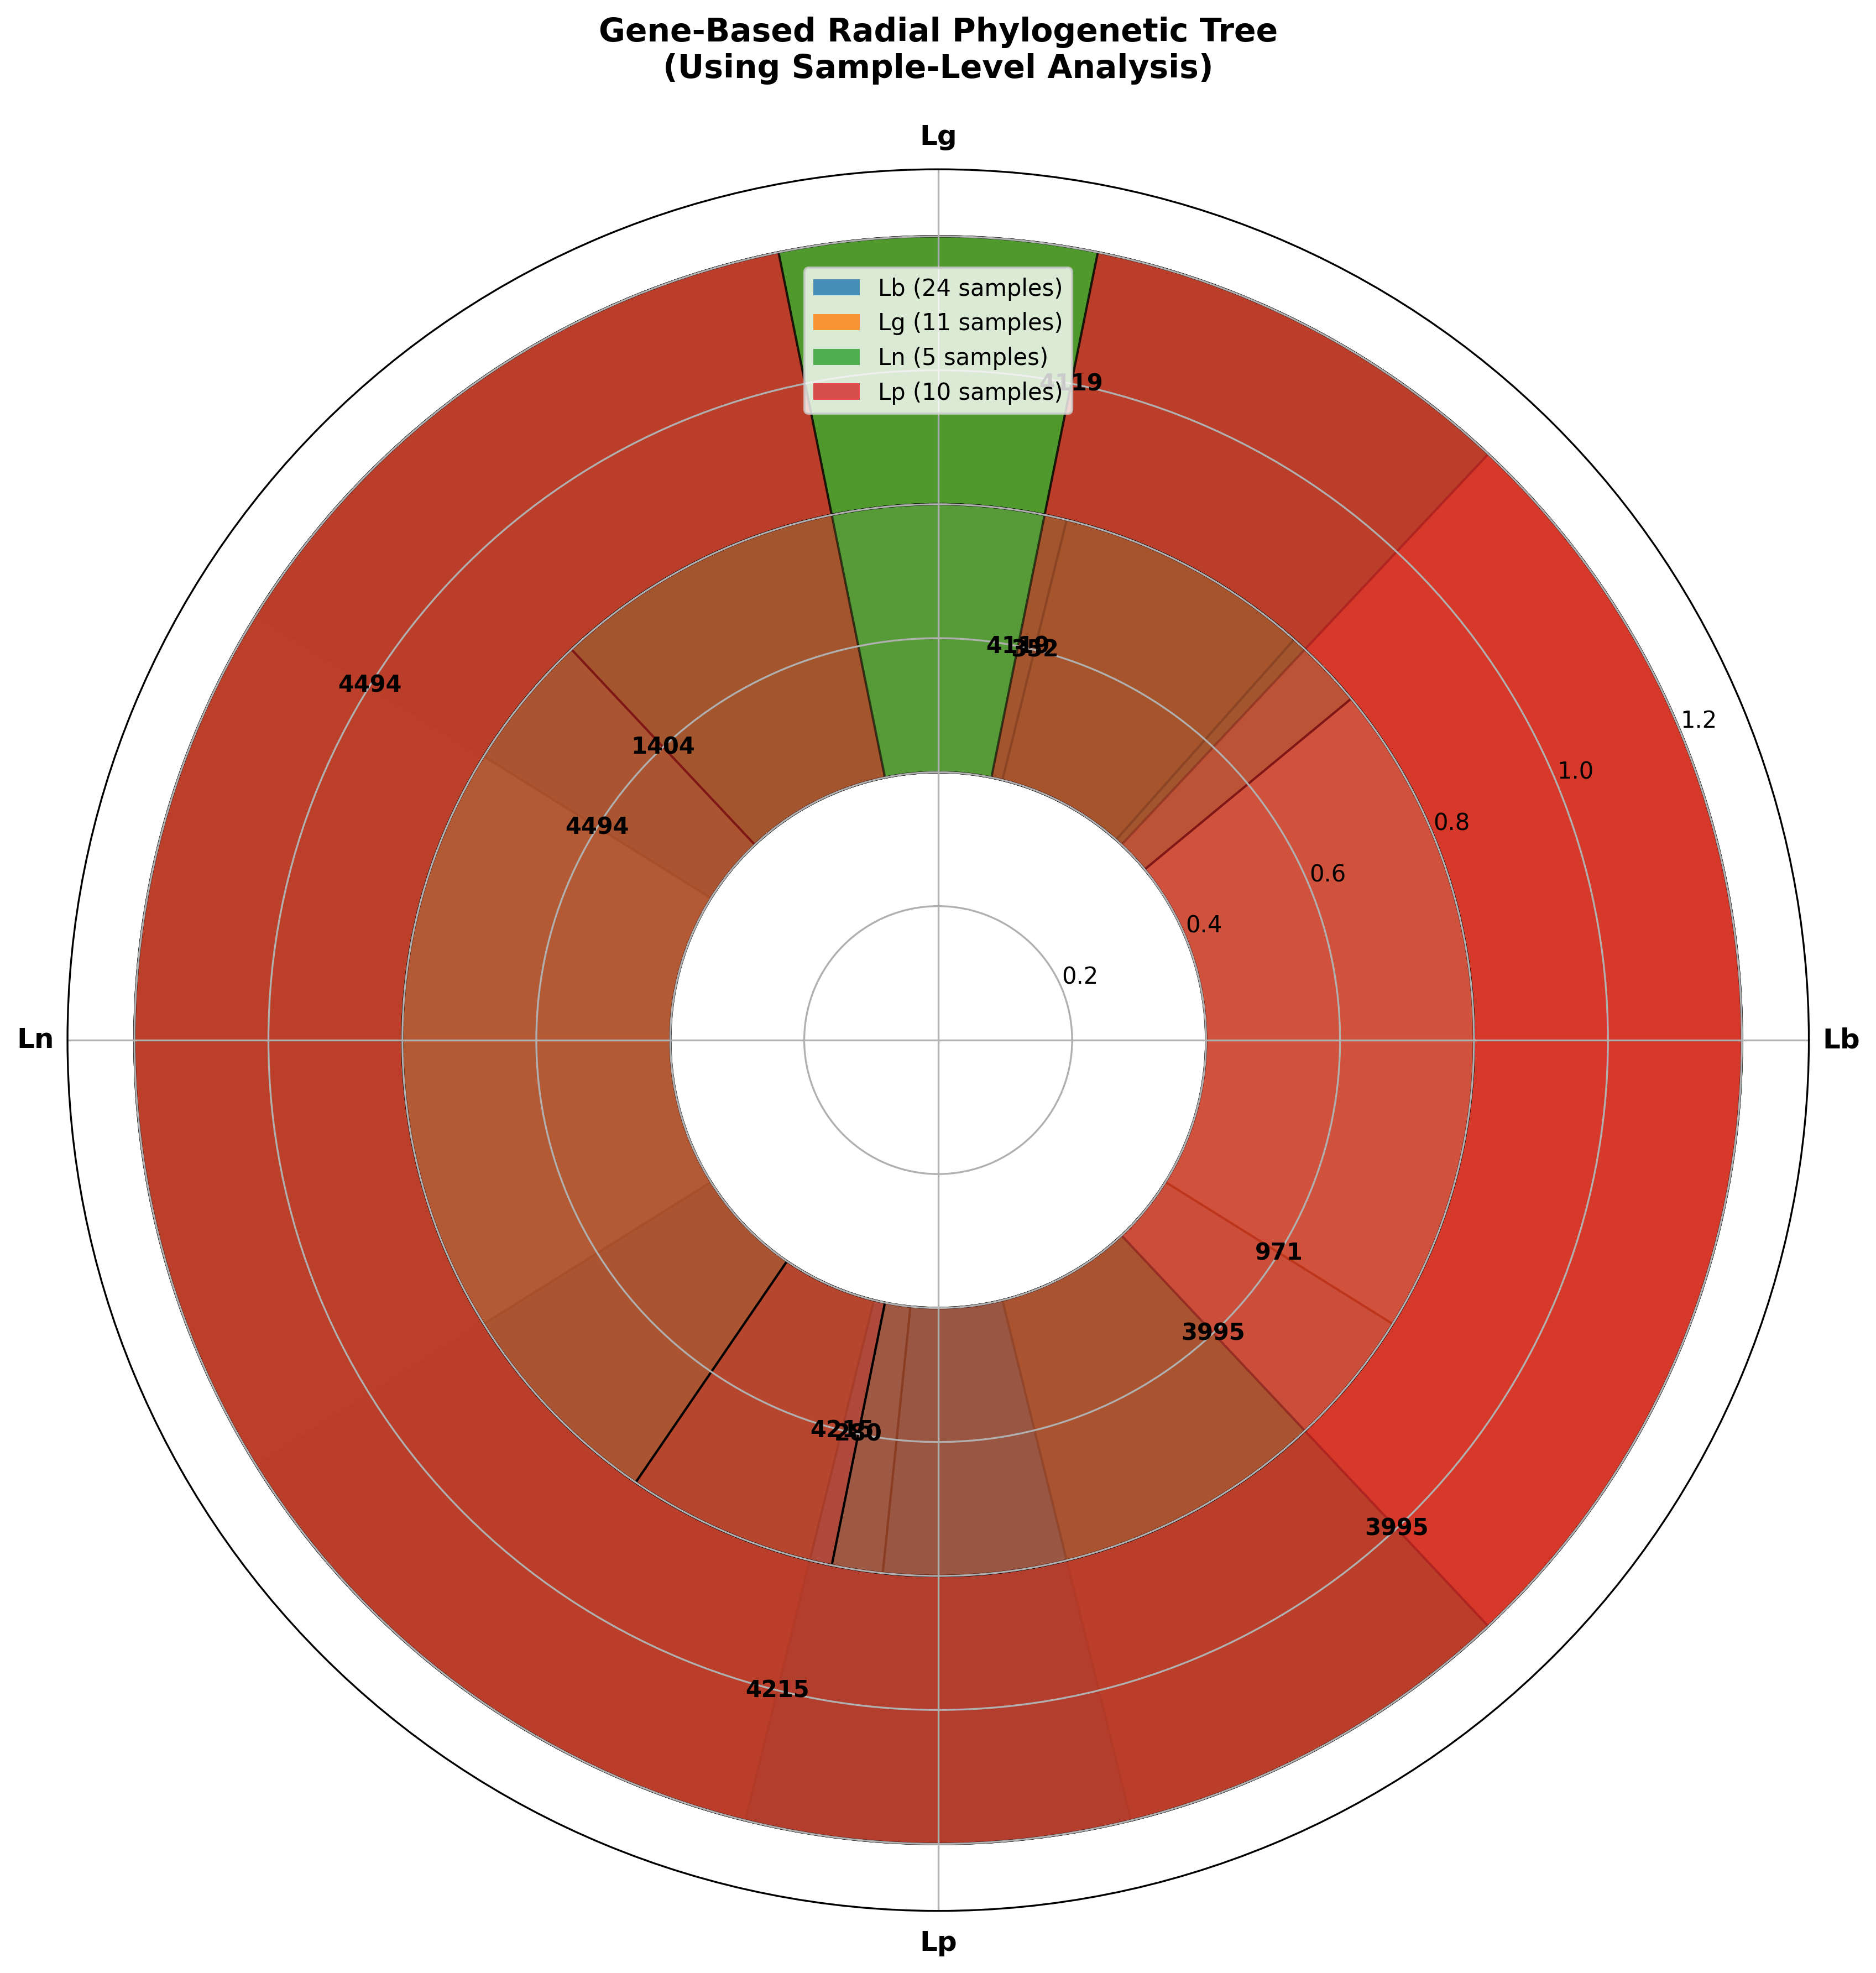 Gene-Based Radial Phylogenetic Tree
(Using Sample-Level Analysis)
Lg
Lb (24 samples)
Lg (11 samples)
Ln (5 samples)
Lp (10 samples)
4119
4119
352
4494
1404
4494
1.2
1.0
0.8
0.6
0.4
0.2
Ln
Lb
971
3995
4215
280
3995
4215
Lp